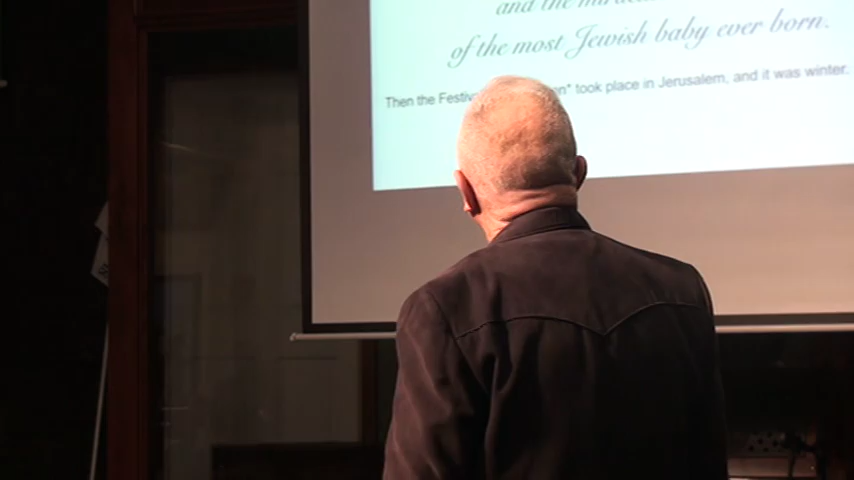 and the
of the most Jewish baby ever born.
Then the took place in Jerusalem, and it was winter.